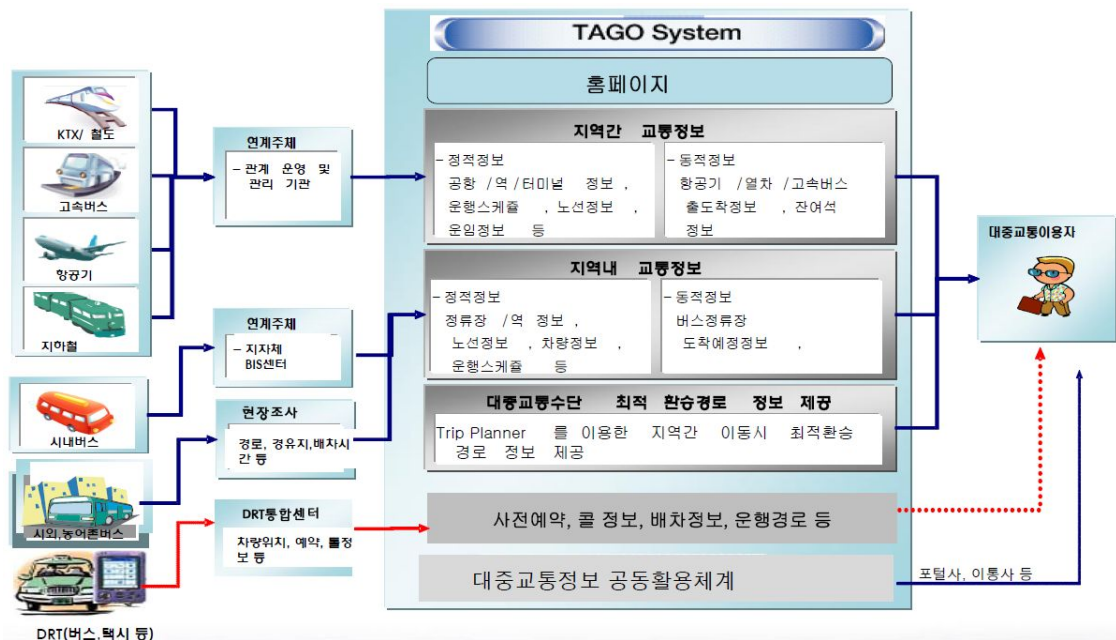 TAGO System
홈페이지
KTX/ 철도
고속버스
항공기
지하철
시내버스
시외,농어촌버스
DRT(버스,택시 등)
연계주체
– 관계 운영 및
관리 기관
연계주체
– 지자체
BIS센터
현장조사
경로, 경유지,배차시
간 등
DRT통합센터
차량위치, 예약, 콜정
보 등
지역간 교통정보
– 정적정보
공항 /역 /터미널 정보 ,
운행스케쥴 , 노선정보 ,
운임정보 등
– 동적정보
항공기 /열차 /고속버스
출도착정보 , 잔여석
정보
지역내 교통정보
– 정적정보
정류장 /역 정보 ,
노선정보 , 차량정보 ,
운행스케쥴 등
– 동적정보
버스정류장
도착예정정보 ,
대중교통수단 최적 환승경로 정보 제공
Trip Planner 를 이용한 지역간 이동시 최적환승
경로 정보 제공
사전예약, 콜 정보, 배차정보, 운행경로 등
대중교통정보 공동활용체계
대중교통이용자
포털사, 이통사 등